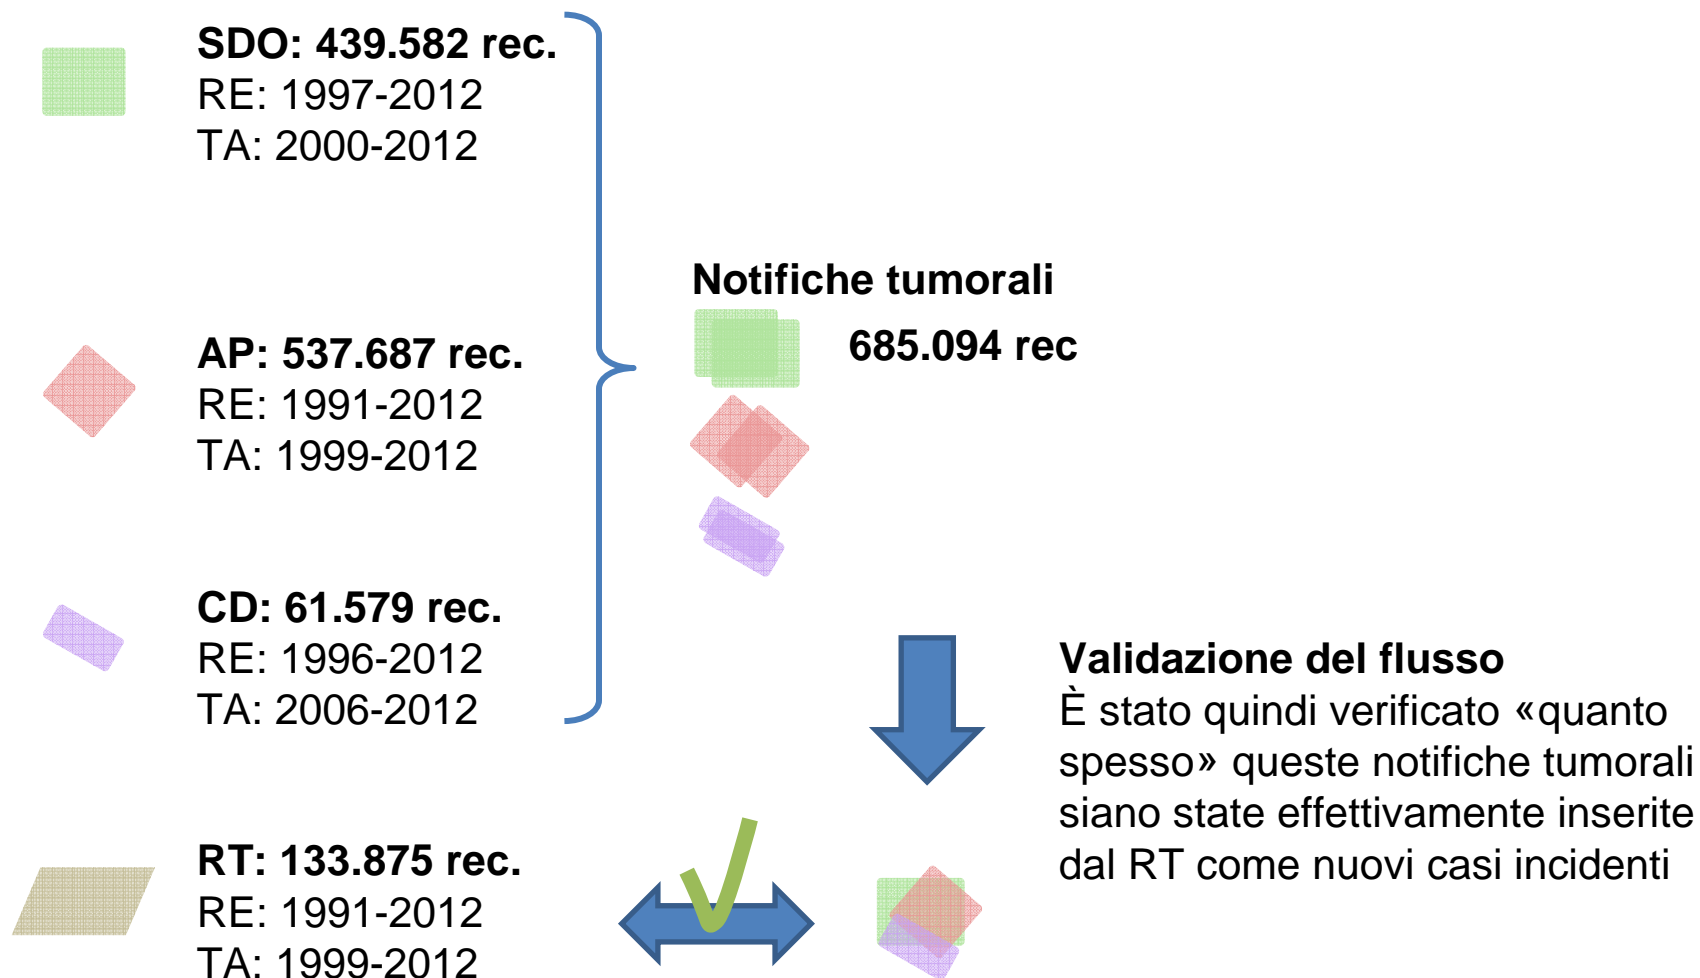 SDO: 439.582 rec.
RE: 1997-2012
TA: 2000-2012
AP: 537.687 rec.
RE: 1991-2012
TA: 1999-2012
CD: 61.579 rec.
RE: 1996-2012
TA: 2006-2012
RT: 133.875 rec.
RE: 1991-2012
TA: 1999-2012
Notifiche tumorali
685.094 rec
Validazione del flusso
È stato quindi verificato «quanto
spesso» queste notifiche tumorali
siano state effettivamente inserite
dal RT come nuovi casi incidenti